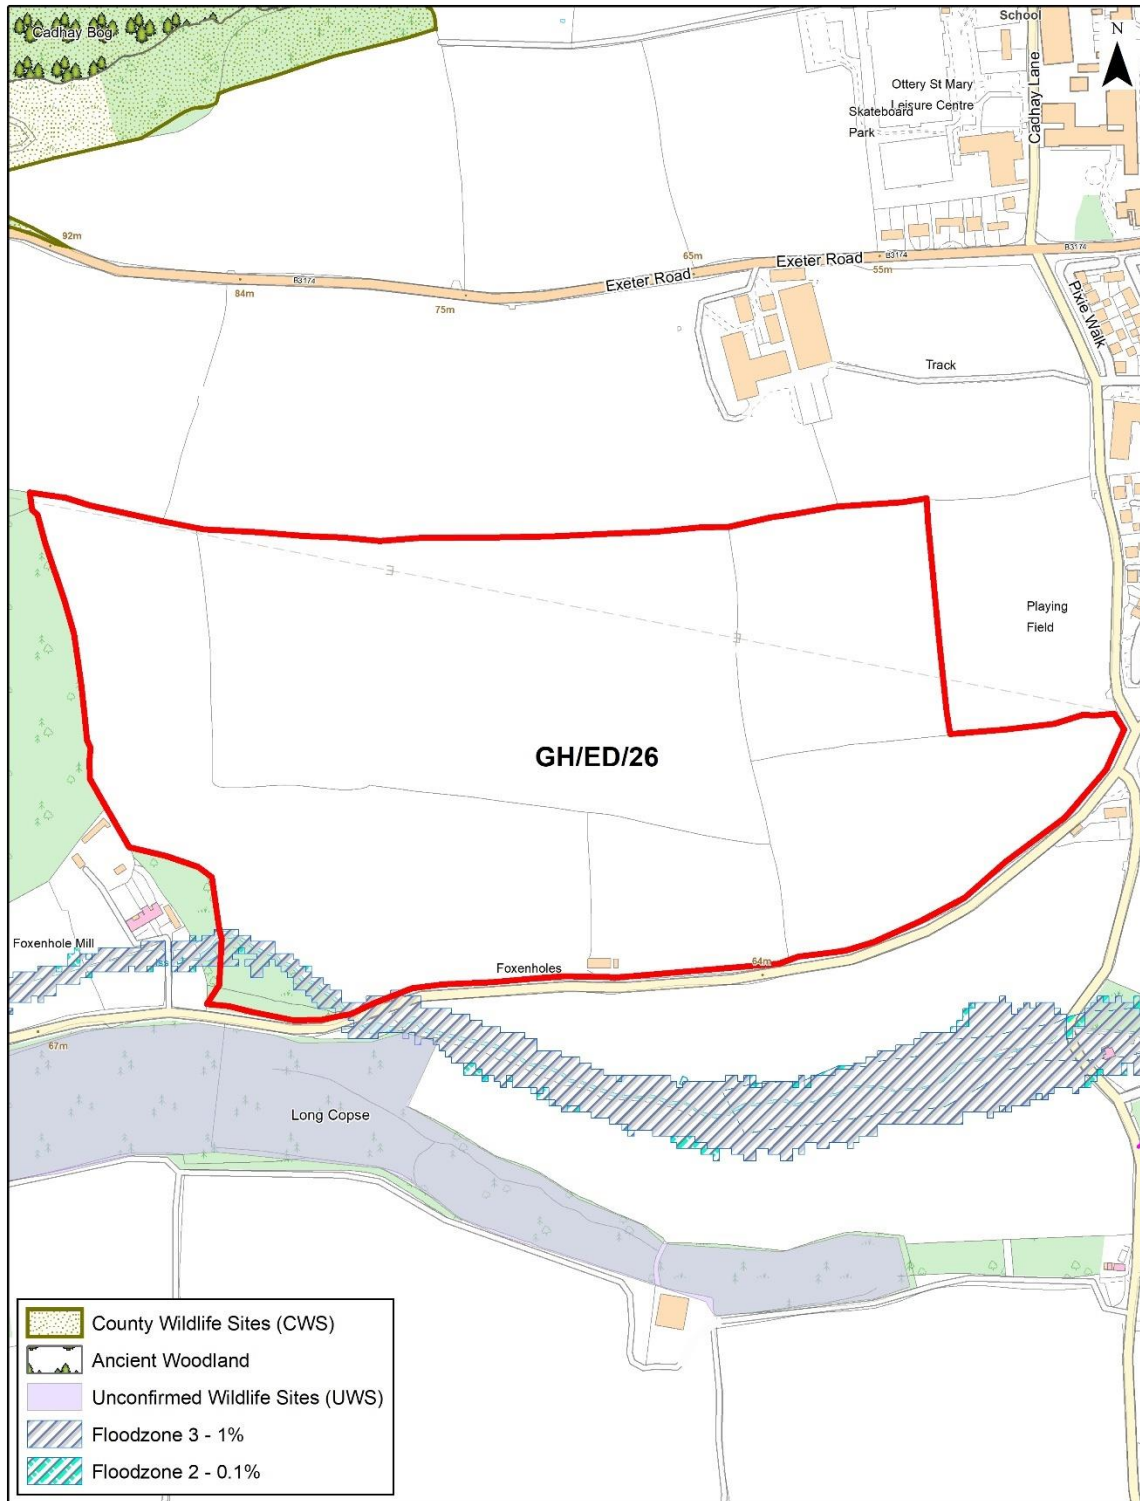 School
Cadhay Bog
N
Ottery St Mary
Leisure Centre
Skateboard
Park
Cadhay Lane
92m
B3174
84m
75m
Exeter Road
65m
Exeter Road
55m
B3174
B3174
Pixie Walk
Track
Playing
Field
GH/ED/26
Foxenhole Mill
Foxenholes
64m
67m
Long Copse
County Wildlife Sites (CWS)
Ancient Woodland
Unconfirmed Wildlife Sites (UWS)
Floodzone 3 - 1%
Floodzone 2 - 0.1%